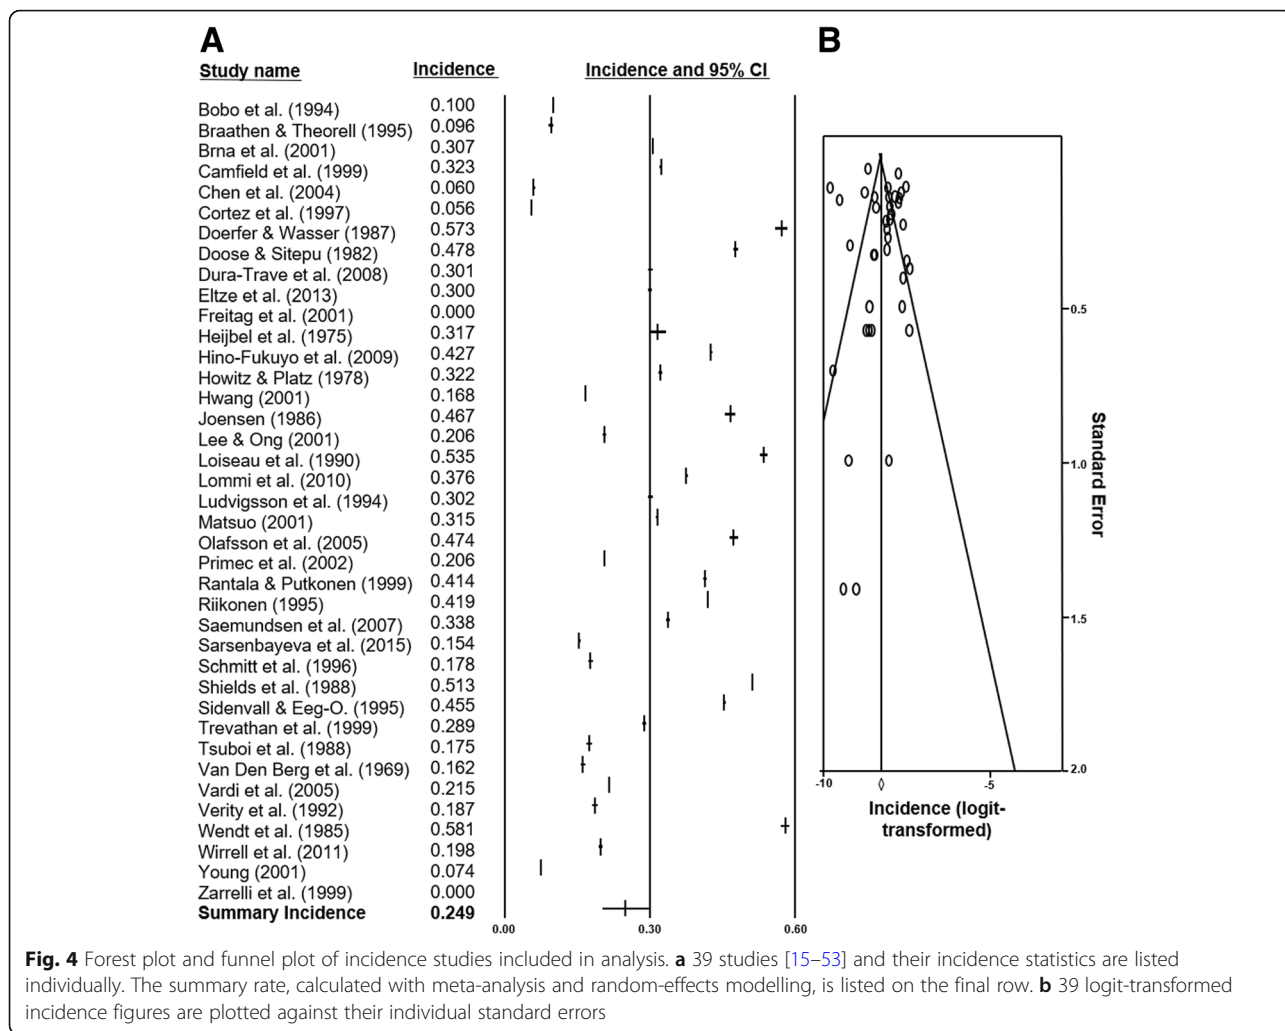 A
B
Study name Incidence Incidence and 95% CI
Bobo et al. (1994) 0.100
Braathen & Theorell (1995) 0.096
Brna et al. (2001) 0.307
Camfield et al. (1999) 0.323
Chen et al. (2004) 0.060
Cortez et al. (1997) 0.056
Doerfer & Wasser (1987) 0.573
Doose & Sitepu (1982) 0.478
Dura-Trave et al. (2008) 0.301
Eltze et al. (2013) 0.300
Freitag et al. (2001) 0.000
Heijbel et al. (1975) 0.317
Hino-Fukuyo et al. (2009) 0.427
Howitz & Platz (1978) 0.322
Hwang (2001) 0.168
Joensen (1986) 0.467
Lee & Ong (2001) 0.206
Loiseau et al. (1990) 0.535
Lommi et al. (2010) 0.376
Ludvigsson et al. (1994) 0.302
Matsuo (2001) 0.315
Olafsson et al. (2005) 0.474
Primec et al. (2002) 0.206
Rantala & Putkonen (1999) 0.414
Riikonen (1995) 0.419
Saemundsen et al. (2007) 0.338
Sarsenbayeva et al. (2015) 0.154
Schmitt et al. (1996) 0.178
Shields et al. (1988) 0.513
Sidenvall & Eeg-O. (1995) 0.455
Trevathan et al. (1999) 0.289
Tsuboi et al. (1988) 0.175
Van Den Berg et al. (1969) 0.162
Vardi et al. (2005) 0.215
Verity et al. (1992) 0.187
Wendt et al. (1985) 0.581
Wirrell et al. (2011) 0.198
Young (2001) 0.074
Zarrelli et al. (1999) 0.000
Summary Incidence 0.249
0.00 0.30 0.60
0.5
1.0
1.5
2.0
Standard Error
-10 0 -5
Incidence (logit-
transformed)
Fig. 4 Forest plot and funnel plot of incidence studies included in analysis. a 39 studies [15–53] and their incidence statistics are listed
individually. The summary rate, calculated with meta-analysis and random-effects modelling, is listed on the final row. b 39 logit-transformed
incidence figures are plotted against their individual standard errors